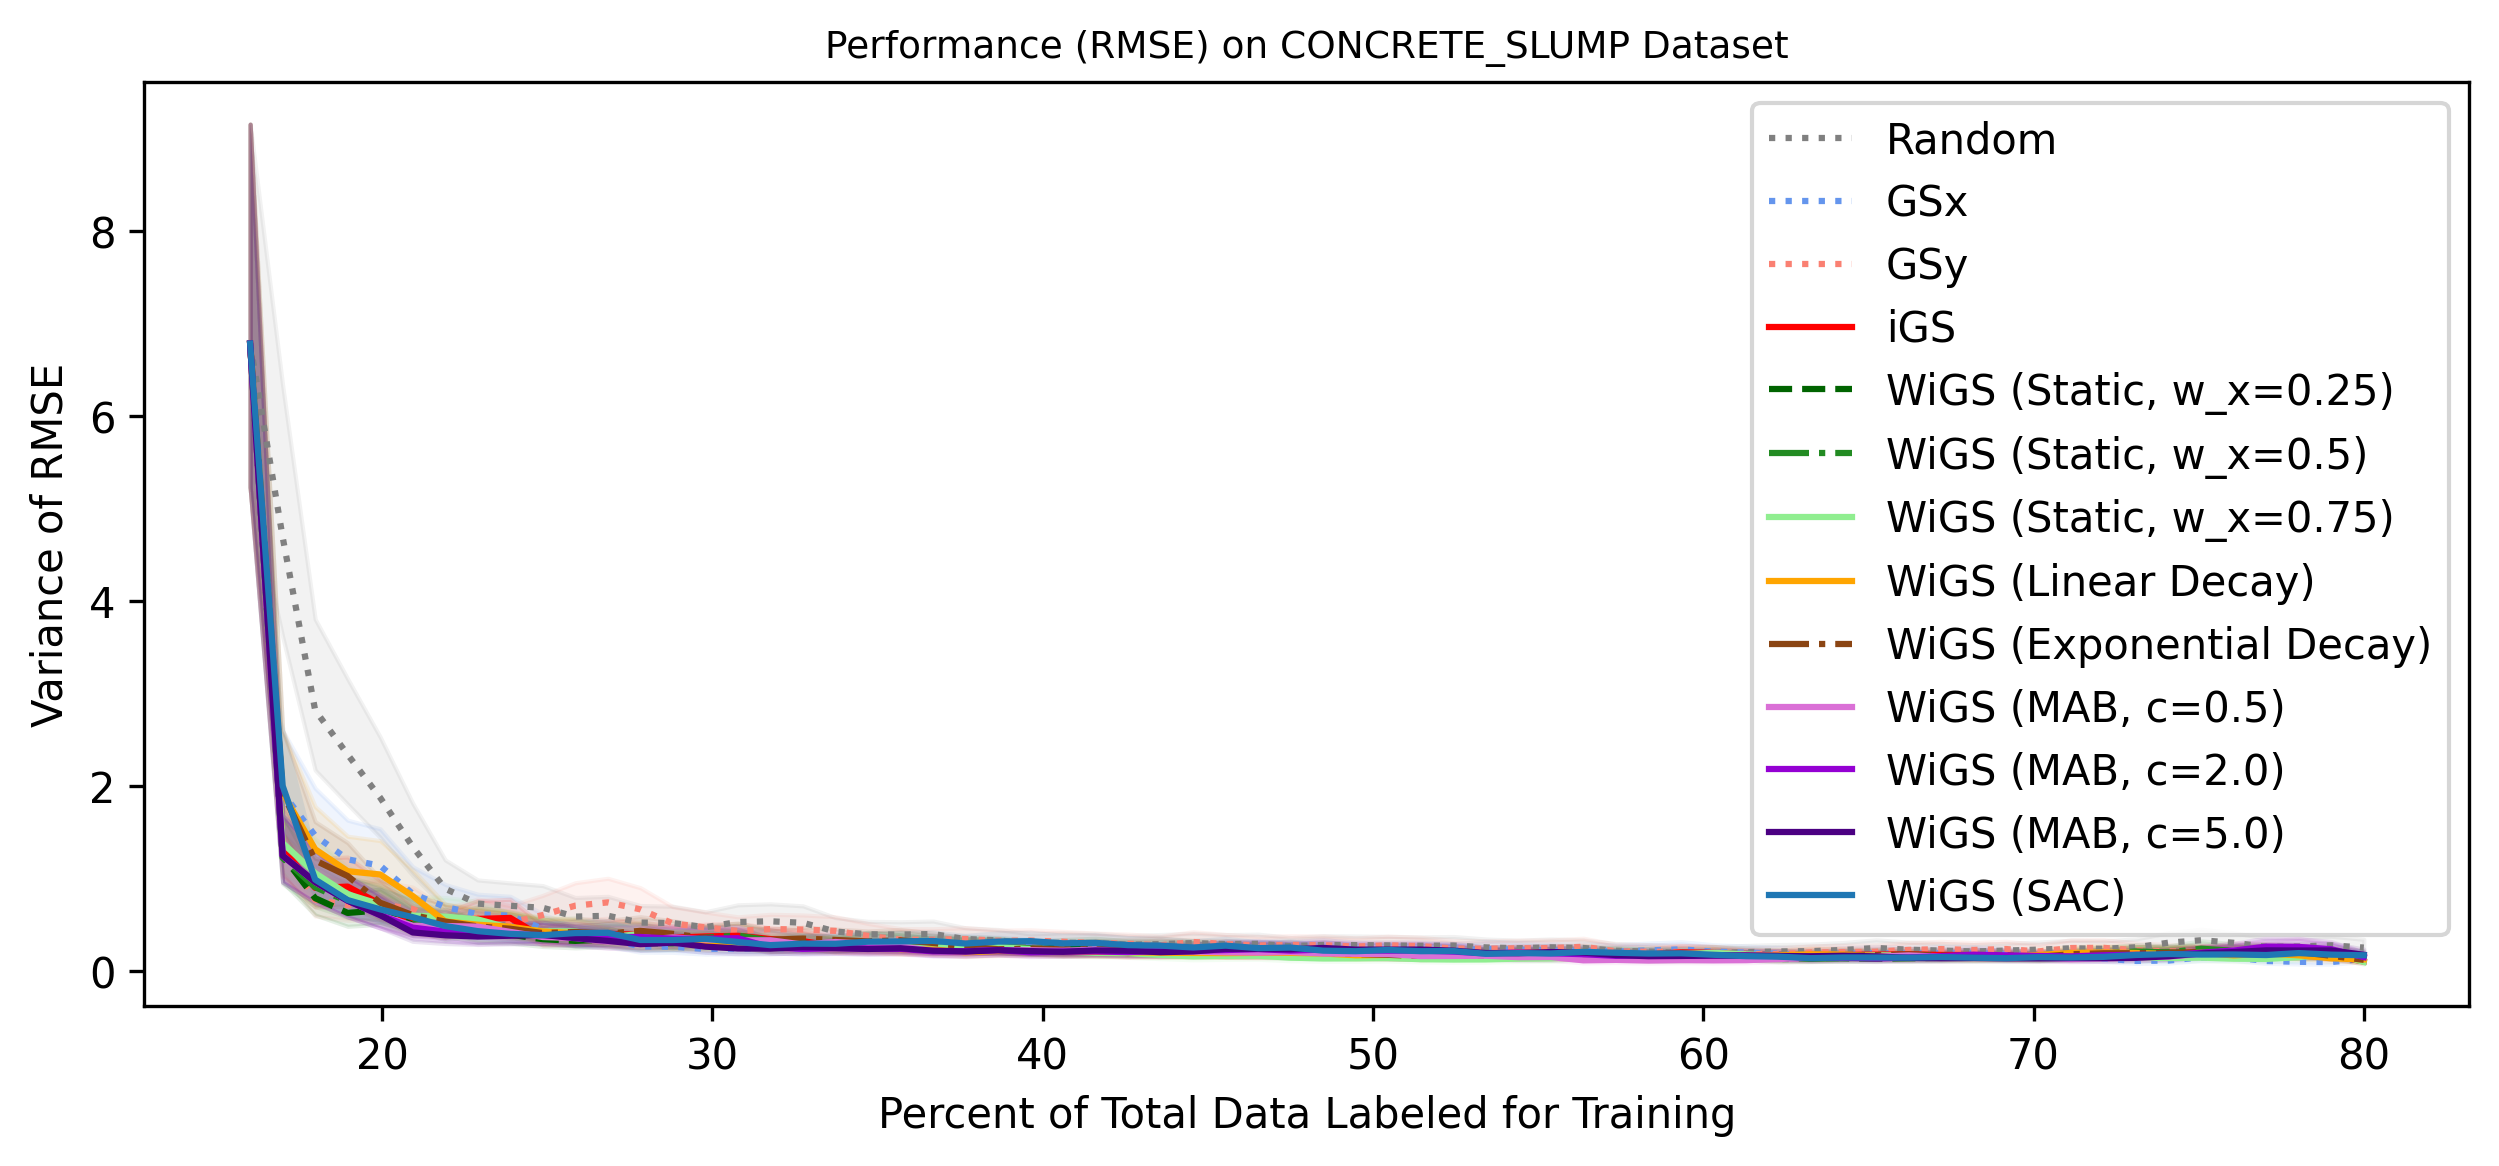 Performance (RMSE) on CONCRETE_SLUMP Dataset
Variance of RMSE
8
6
4
2
0
20 30 40 50 60 70 80
Percent of Total Data Labeled for Training
Random
GSx
GSy
iGS
WiGS (Static, w_x=0.25)
WiGS (Static, w_x=0.5)
WiGS (Static, w_x=0.75)
WiGS (Linear Decay)
WiGS (Exponential Decay)
WiGS (MAB, c=0.5)
WiGS (MAB, c=2.0)
WiGS (MAB, c=5.0)
WiGS (SAC)